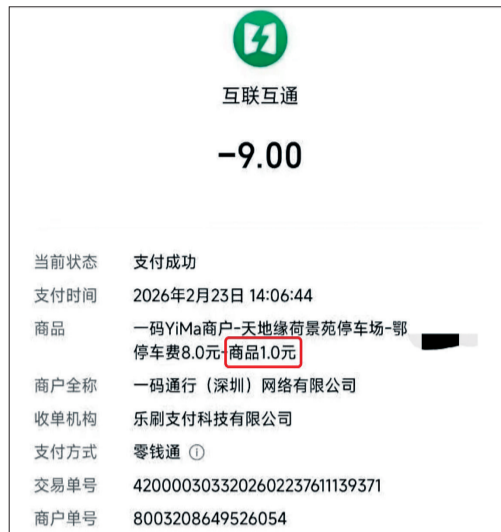 互联互通
-9.00
当前状态 支付成功
支付时间 2026年2月23日 14:06:44
商品 一码YiMa商户-天地缘荷景苑停车场-鄂
停车费8.0元-商品1.0元
商户全称 一码通行（深圳）网络有限公司
收单机构 乐刷支付科技有限公司
支付方式 零钱通
交易单号 4200003033202602237611139371
商户单号 8003208649526054